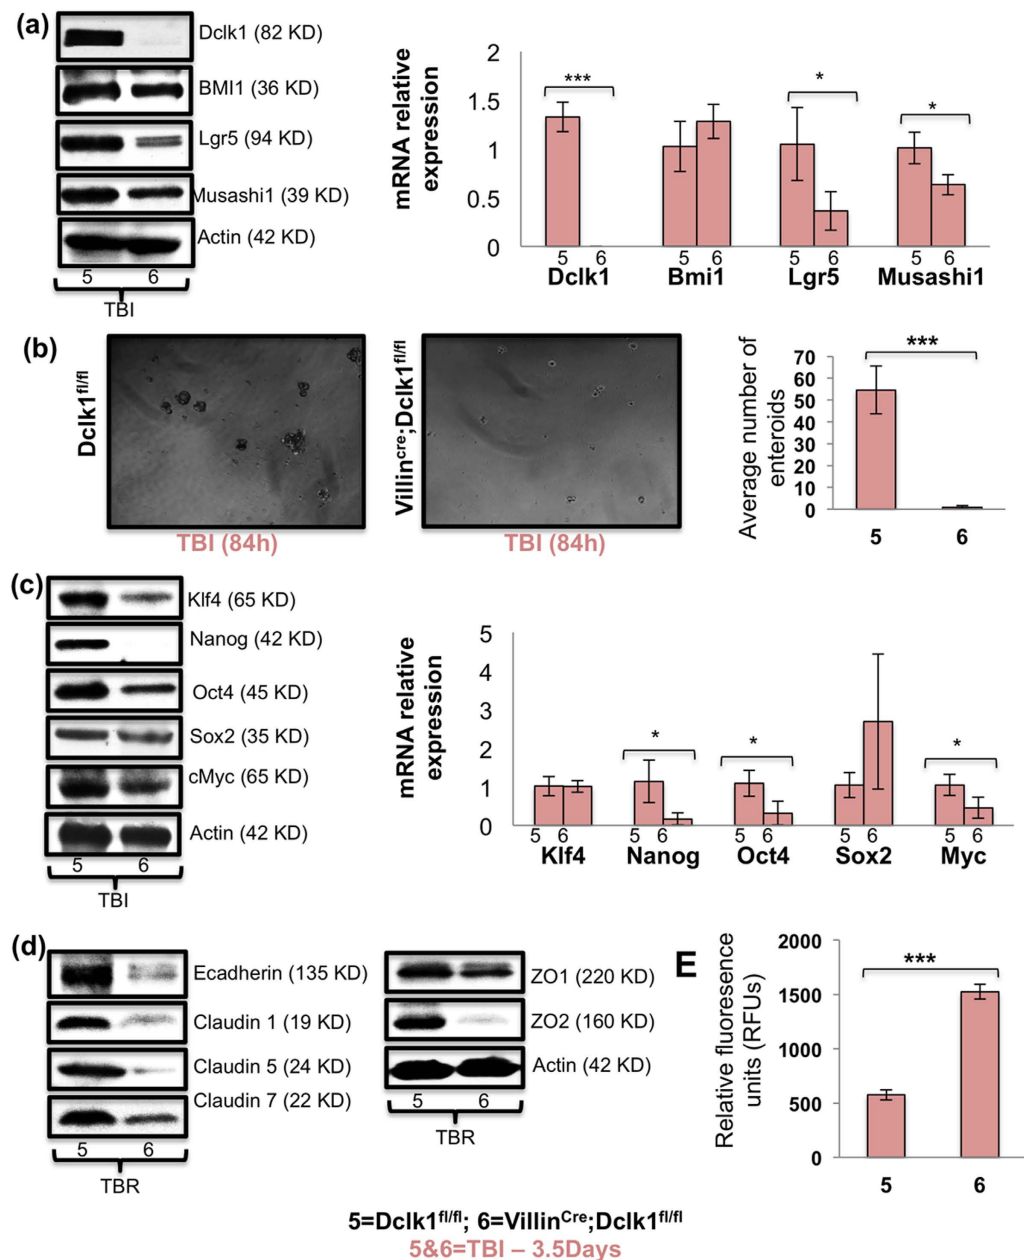 (a)
Dclk1 (82 KD)
BMI1 (36 KD)
Lgr5 (94 KD)
Musashi1 (39 KD)
Actin (42 KD)
5 6
TBI
mRNA relative
expression
2
1.5
1
0.5
0
***
*
*
5 6 5 6 5 6 5 6
Dclk1 Bmi1 Lgr5 Musashi1
(b)
Dclk1fl/fl
TBI (84h)
Villincre;Dclk1fl/fl
TBI (84h)
Average number of
enteroids
70
60
50
40
30
20
10
0
***
5 6
(c)
Klf4 (65 KD)
Nanog (42 KD)
Oct4 (45 KD)
Sox2 (35 KD)
cMyc (65 KD)
Actin (42 KD)
5 6
TBI
mRNA relative
expression
5
4
3
2
1
0
*
*
*
5 6 5 6 5 6 5 6 5 6
Klf4 Nanog Oct4 Sox2 Myc
(d)
Ecadherin (135 KD)
Claudin 1 (19 KD)
Claudin 5 (24 KD)
Claudin 7 (22 KD)
5 6
TBR
ZO1 (220 KD)
ZO2 (160 KD)
Actin (42 KD)
5 6
TBR
E
Relative fluoresence
units (RFUs)
2000
1500
1000
500
0
***
5 6
5=Dclk1fl/fl; 6=VillinCre;Dclk1fl/fl
5&6=TBI – 3.5Days